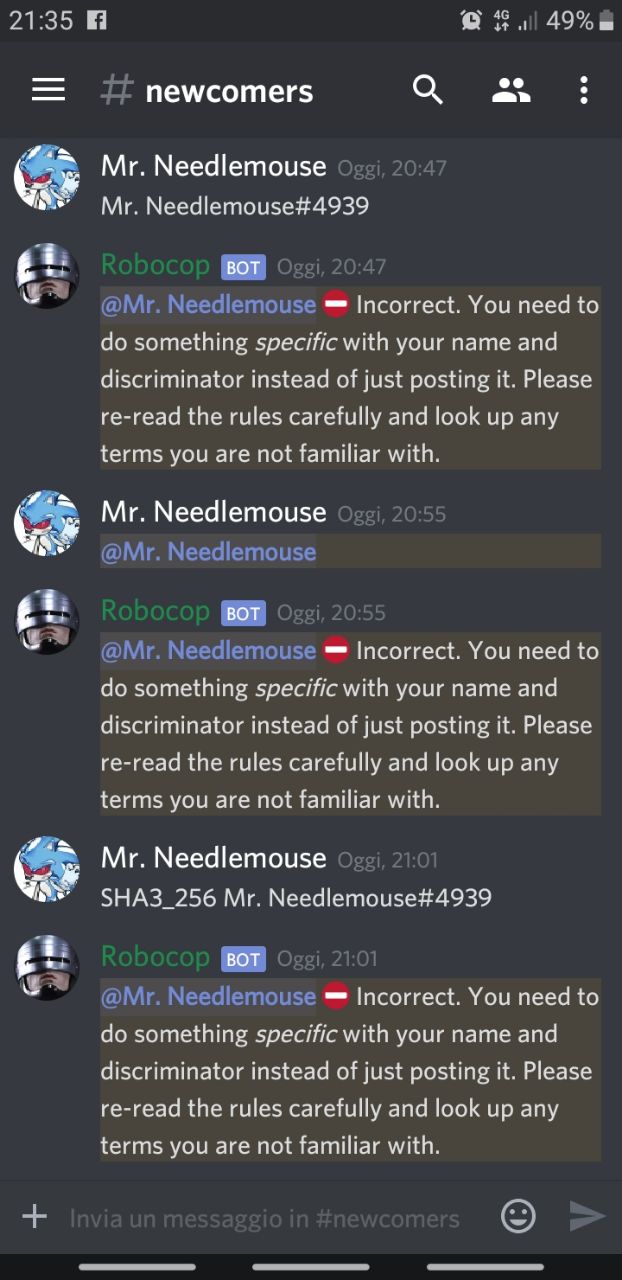 21:35 4G 49%
# newcomers
Mr. Needlemouse Oggi, 20:47
Mr. Needlemouse#4939
Robocop BOT Oggi, 20:47
@Mr. Needlemouse ⛔ Incorrect. You need to
do something specific with your name and
discriminator instead of just posting it. Please
re-read the rules carefully and look up any
terms you are not familiar with.
Mr. Needlemouse Oggi, 20:55
@Mr. Needlemouse
Robocop BOT Oggi, 20:55
@Mr. Needlemouse ⛔ Incorrect. You need to
do something specific with your name and
discriminator instead of just posting it. Please
re-read the rules carefully and look up any
terms you are not familiar with.
Mr. Needlemouse Oggi, 21:01
SHA3_256 Mr. Needlemouse#4939
Robocop BOT Oggi, 21:01
@Mr. Needlemouse ⛔ Incorrect. You need to
do something specific with your name and
discriminator instead of just posting it. Please
re-read the rules carefully and look up any
terms you are not familiar with.
Invia un messaggio in #newcomers